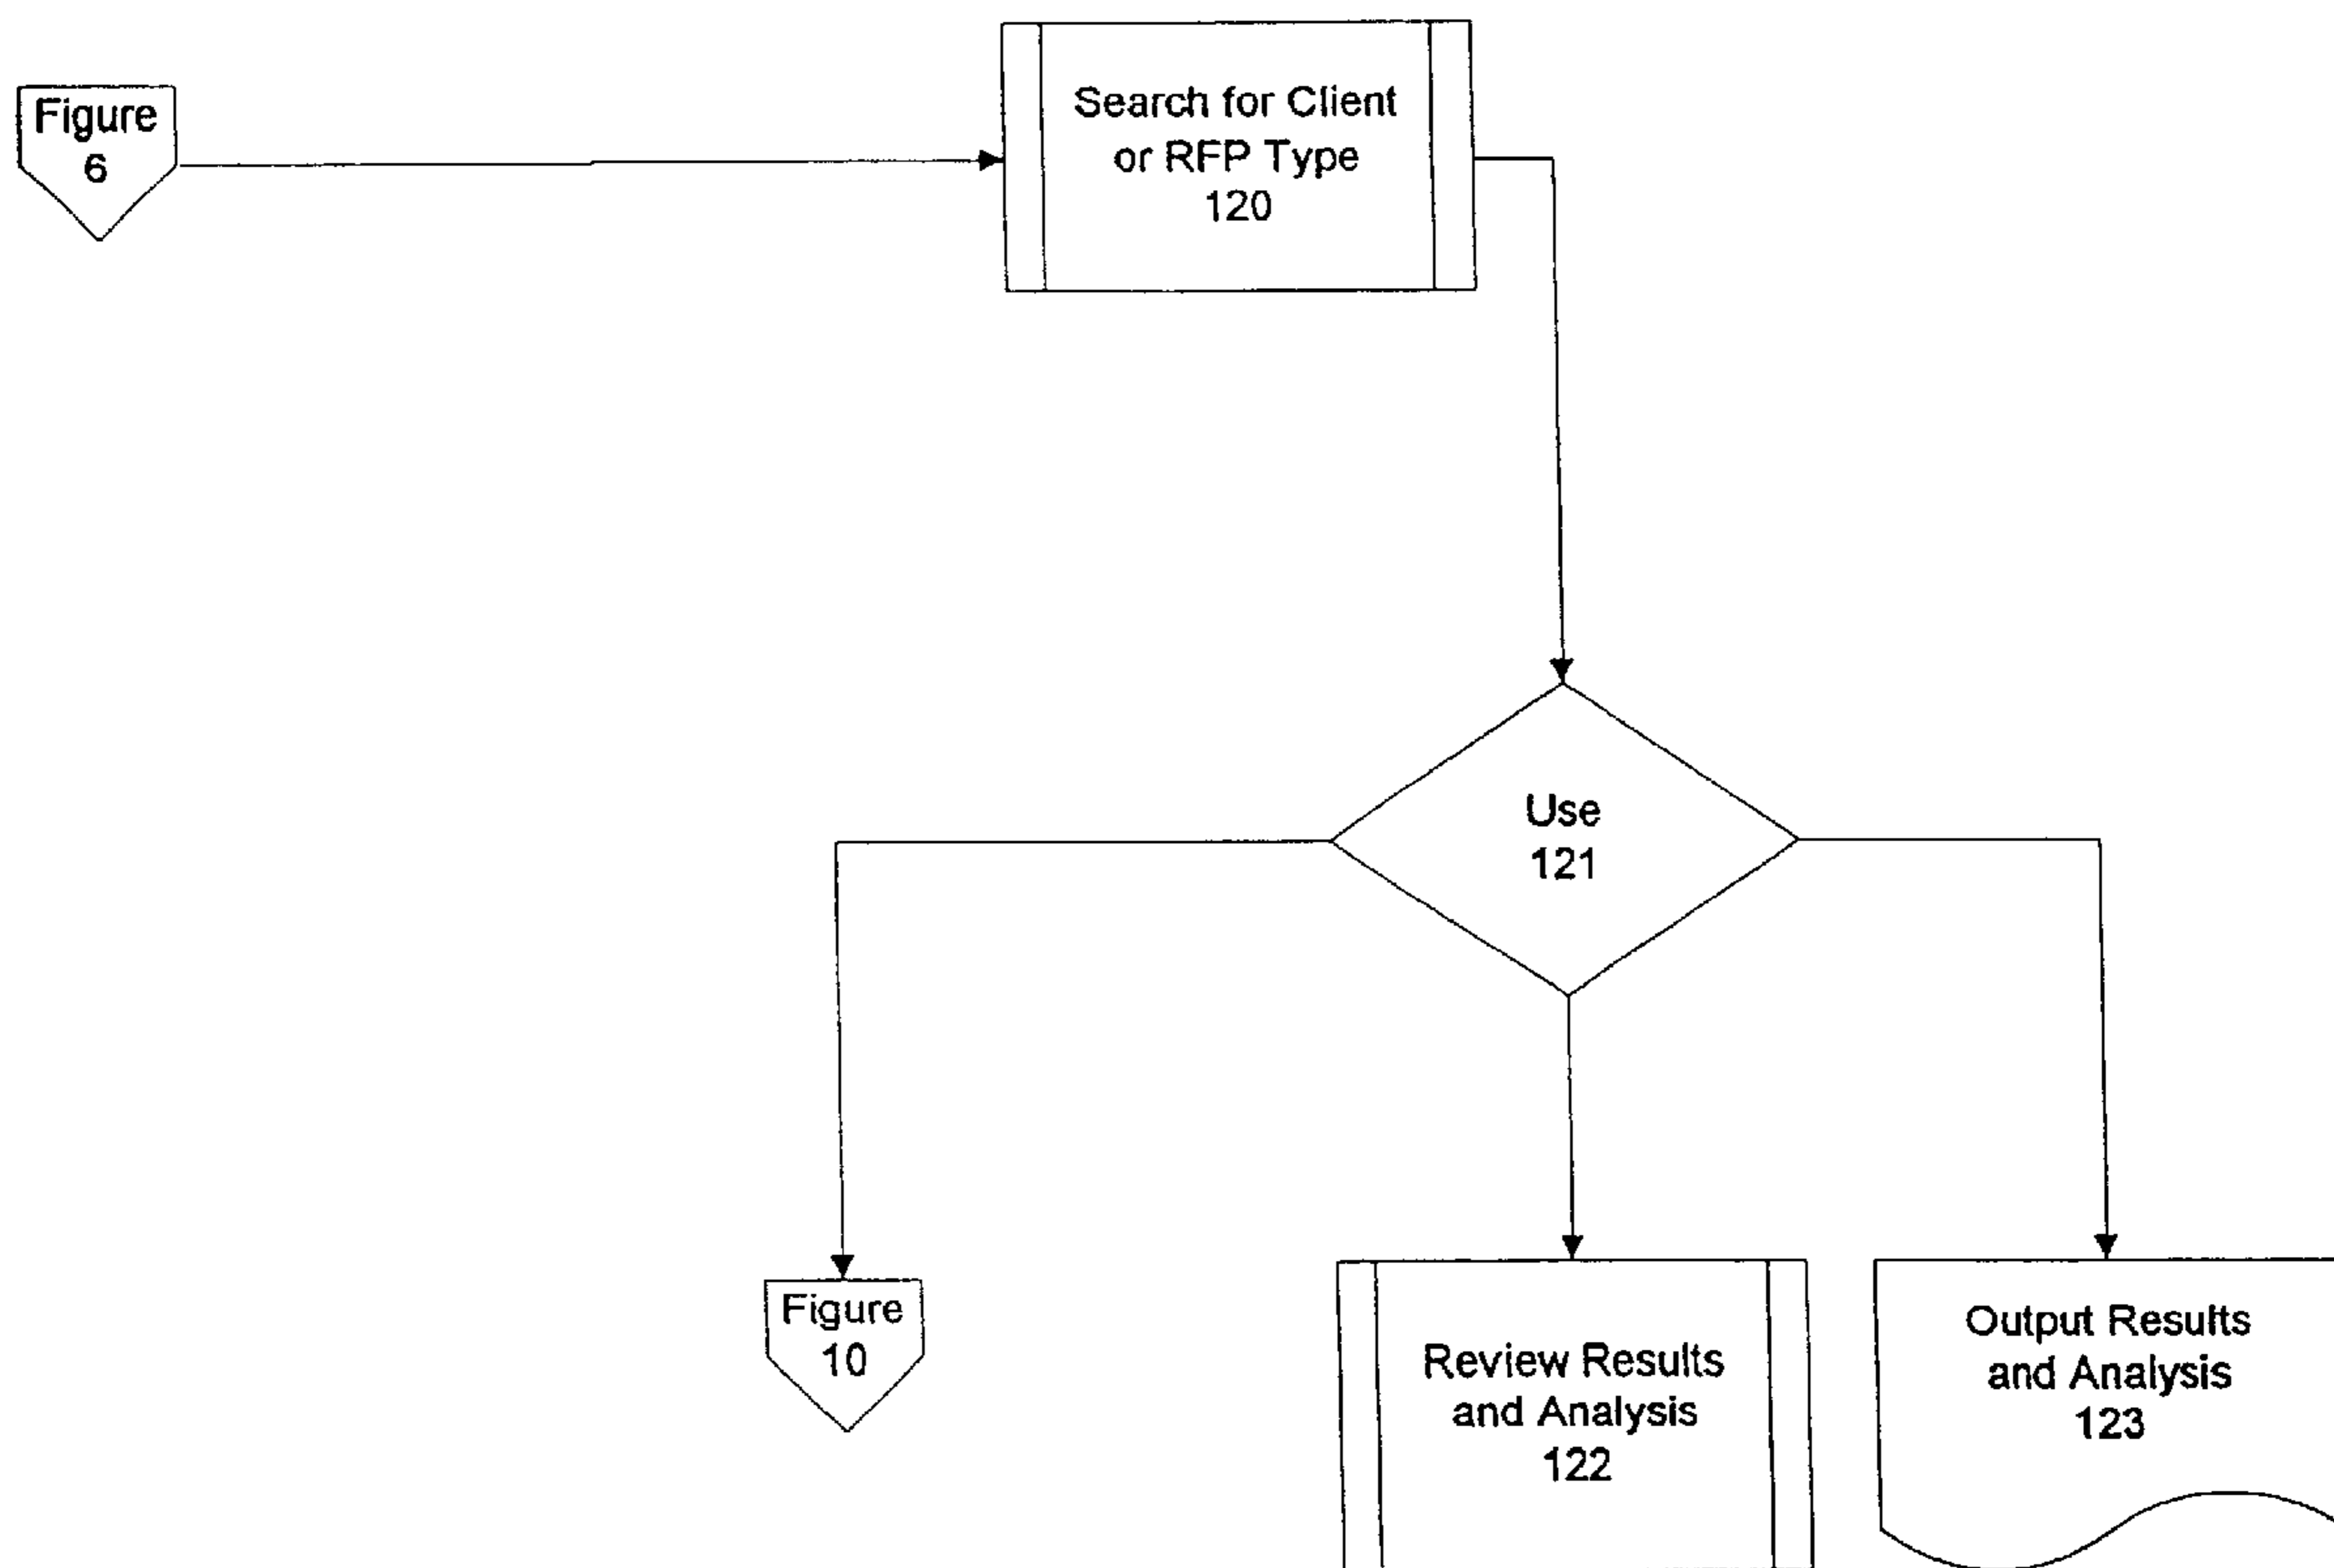 Figure
6
Search for Client
or RFP Type
120
Use
121
Figure
10
Review Results
and Analysis
122
Output Results
and Analysis
123